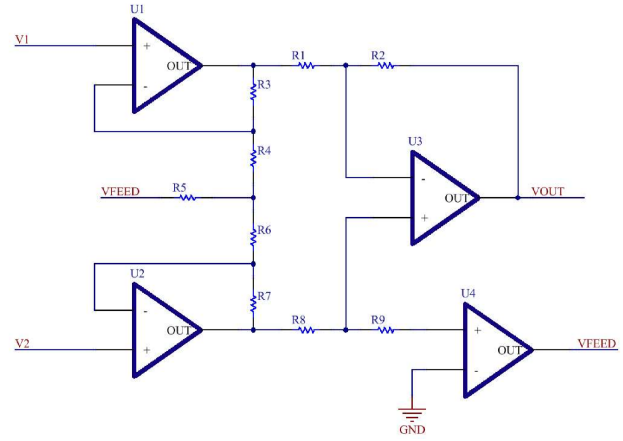 U1
V1
+
OUT
-
R1
R2
R3
R4
U3
-
+
OUT
VOUT
VFEED
R5
R6
U2
-
OUT
+
V2
R7
R8
R9
U4
+
OUT
-
VFEED
GND